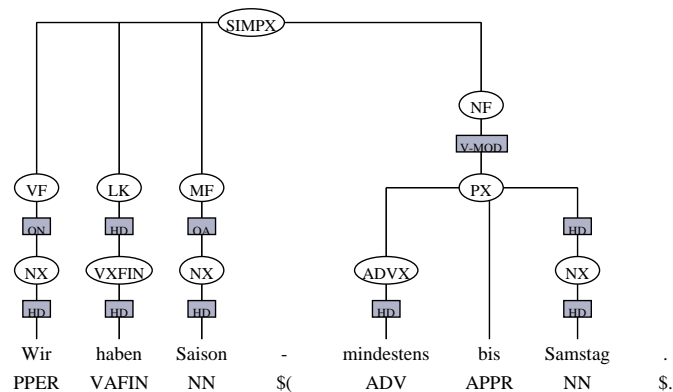 SIMPX
NF
V-MOD
VF LK MF PX
ON HD OA HD
NX VXFIN NX ADVX NX
HD HD HD HD HD
Wir haben Saison - mindestens bis Samstag .
PPER VAFIN NN $( ADV APPR NN $.